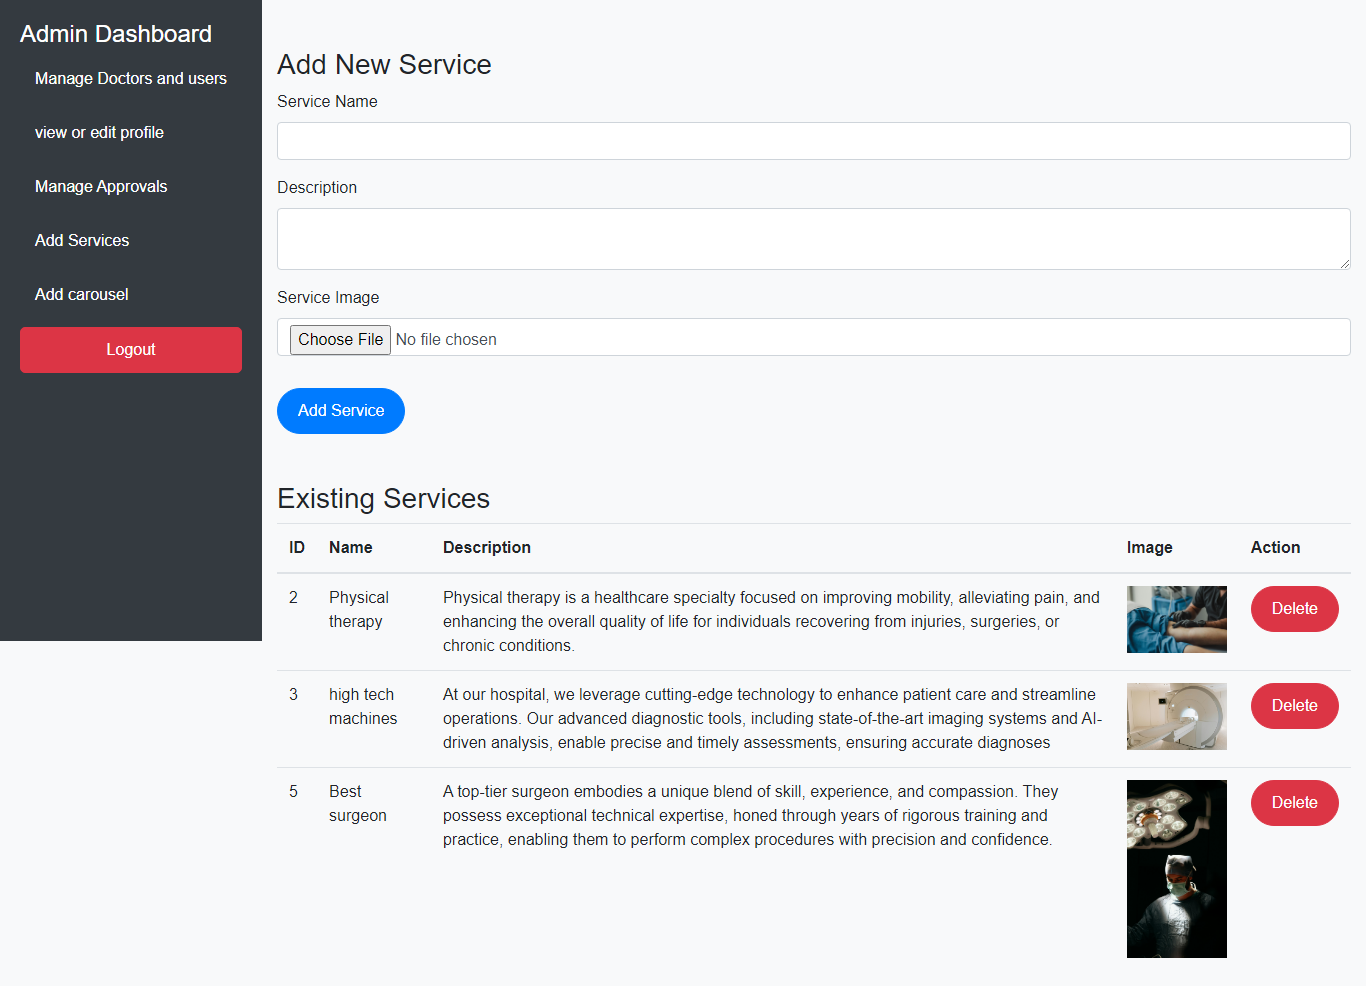 Admin Dashboard
Manage Doctors and users
view or edit profile
Manage Approvals
Add Services
Add carousel
Logout
Add New Service
Service Name
Description
Service Image
Choose File No file chosen
Add Service
Existing Services
ID Name Description Image Action
2 Physical therapy Physical therapy is a healthcare specialty focused on improving mobility, alleviating pain, and
enhancing the overall quality of life for individuals recovering from injuries, surgeries, or
chronic conditions.
Delete
3 high tech machines At our hospital, we leverage cutting-edge technology to enhance patient care and streamline
operations. Our advanced diagnostic tools, including state-of-the-art imaging systems and AI-
driven analysis, enable precise and timely assessments, ensuring accurate diagnoses
Delete
5 Best surgeon A top-tier surgeon embodies a unique blend of skill, experience, and compassion. They
possess exceptional technical expertise, honed through years of rigorous training and
practice, enabling them to perform complex procedures with precision and confidence.
Delete